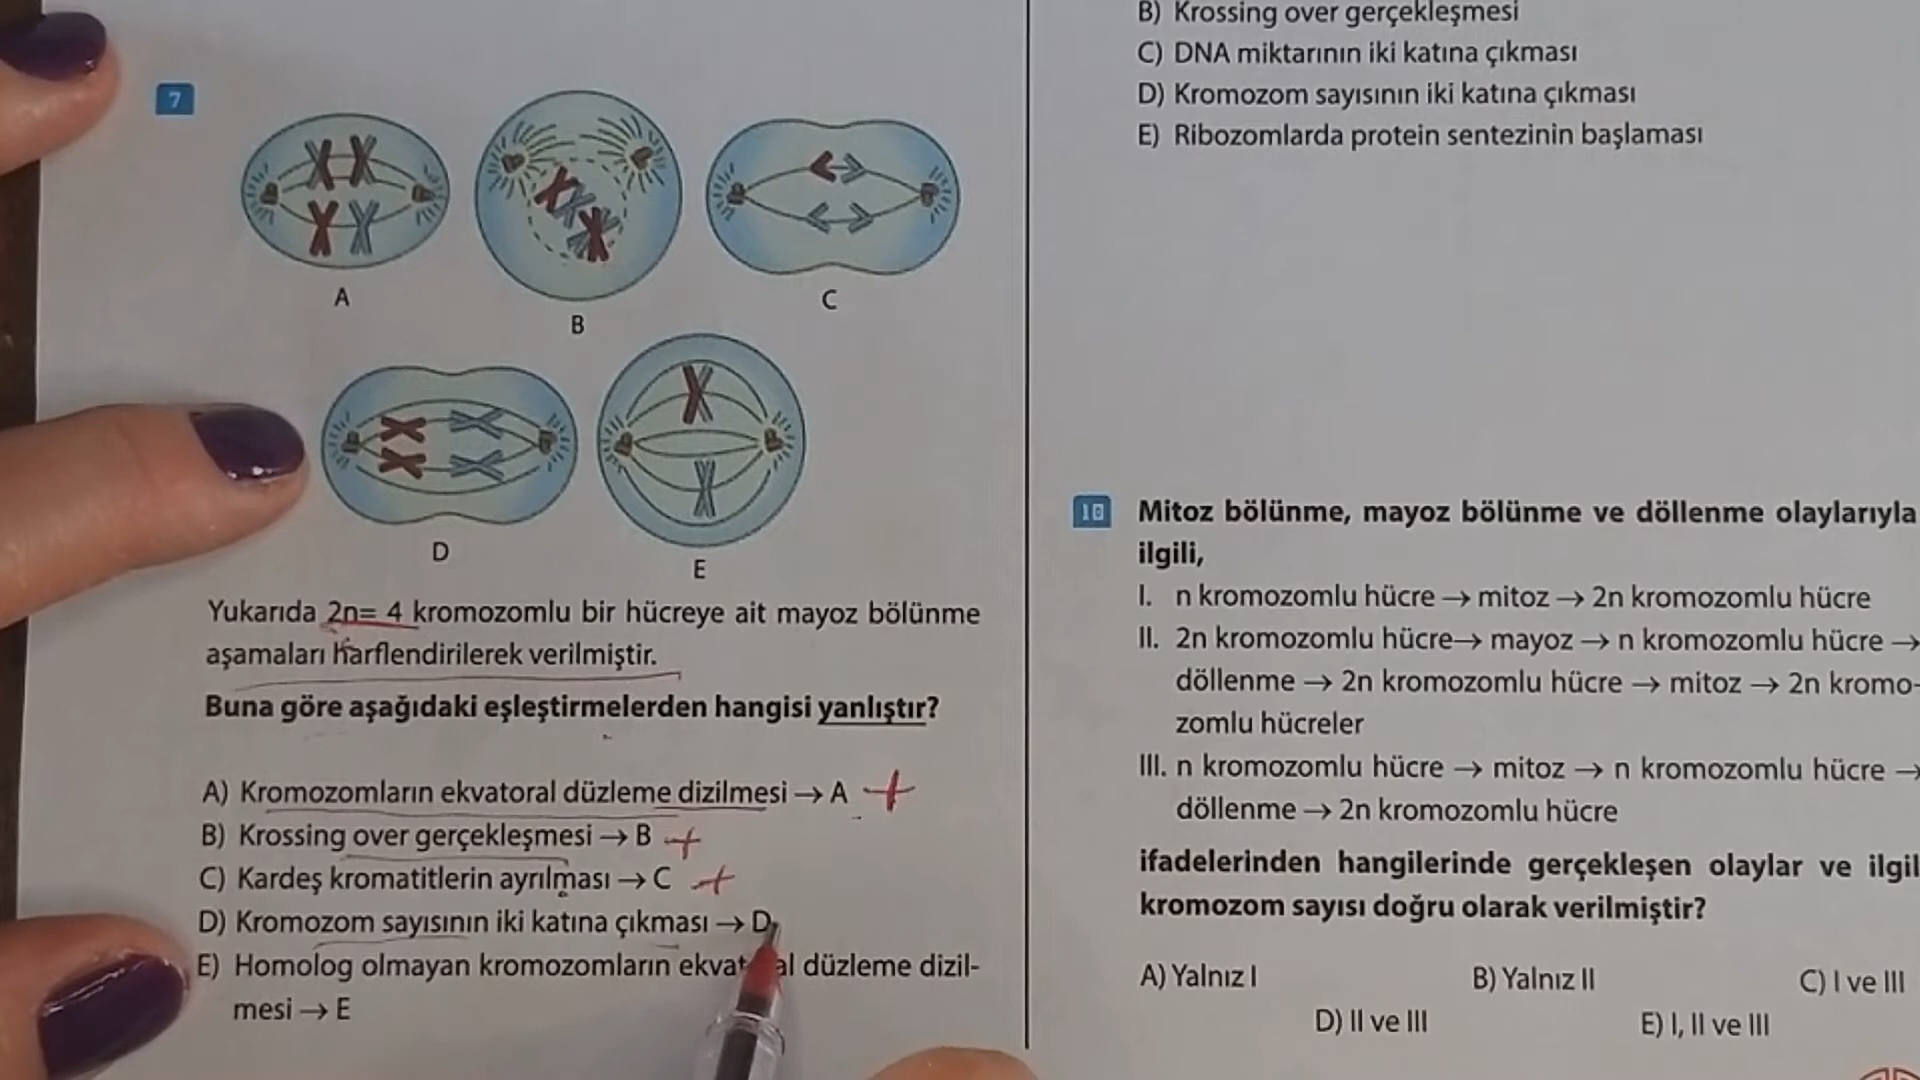 7
A
B
C
D
E
Yukarıda 2n= 4 kromozomlu bir hücreye ait mayoz bölünme
aşamaları harflendirilerek verilmiştir.
Buna göre aşağıdaki eşleştirmelerden hangisi yanlıştır?
A) Kromozomların ekvatoral düzleme dizilmesi → A +
B) Krossing over gerçekleşmesi → B +
C) Kardeş kromatitlerin ayrılması → C +
D) Kromozom sayısının iki katına çıkması → D
E) Homolog olmayan kromozomların düzleme dizil-
mesi → E
B) Krossing over gerçekleşmesi
C) DNA miktarının iki katına çıkması
D) Kromozom sayısının iki katına çıkması
E) Ribozomlarda protein sentezinin başlaması
10
Mitoz bölünme, mayoz bölünme ve döllenme olaylarıyla
ilgili,
I. n kromozomlu hücre → mitoz → 2n kromozomlu hücre
II. 2n kromozomlu hücre→ mayoz → n kromozomlu hücre →
döllenme → 2n kromozomlu hücre → mitoz → 2n kromo-
zomlu hücreler
III. n kromozomlu hücre → mitoz → n kromozomlu hücre →
döllenme → 2n kromozomlu hücre
ifadelerinden hangilerinde gerçekleşen olaylar ve ilgil
kromozom sayısı doğru olarak verilmiştir?
A) Yalnız I
B) Yalnız II
C) I ve III
D) II ve III
E) I, II ve III